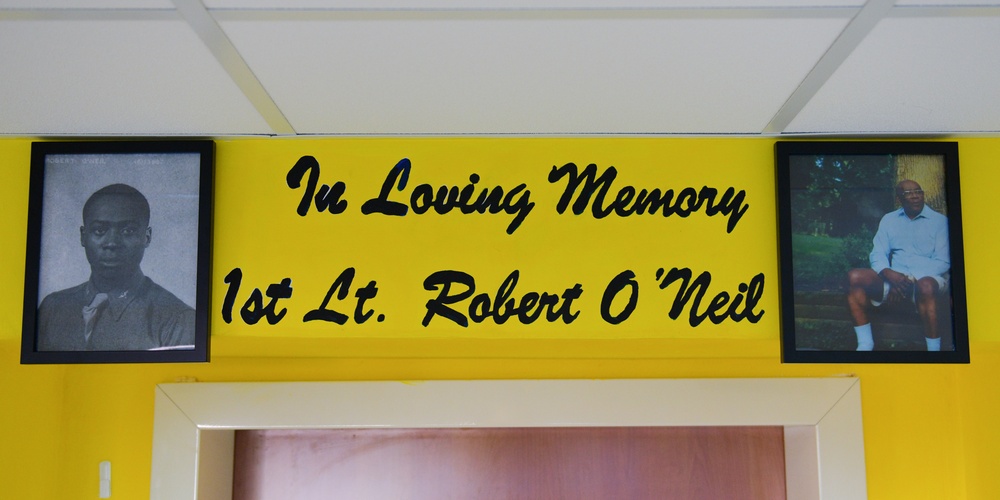 In Loving Memory
1st Lt. Robert O'Neil